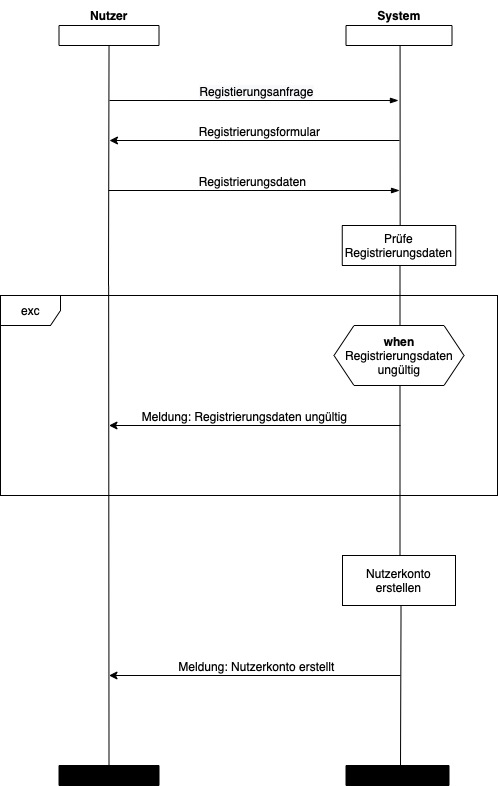 Nutzer
System
Registierungsanfrage
Registrierungsformular
Registrierungsdaten
Prüfe
Registrierungsdaten
exc
when
Registrierungsdaten
ungültig
Meldung: Registrierungsdaten ungültig
Nutzerkonto
erstellen
Meldung: Nutzerkonto erstellt